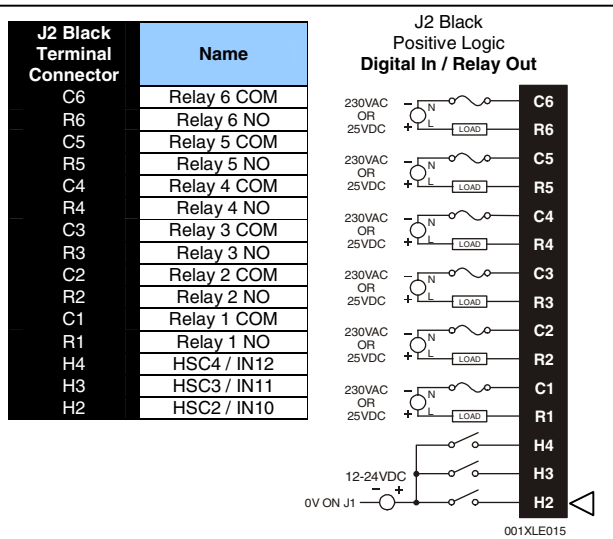 J2 Black
Terminal
Connector
Name
C6 Relay 6 COM
R6 Relay 6 NO
C5 Relay 5 COM
R5 Relay 5 NO
C4 Relay 4 COM
R4 Relay 4 NO
C3 Relay 3 COM
R3 Relay 3 NO
C2 Relay 2 COM
R2 Relay 2 NO
C1 Relay 1 COM
R1 Relay 1 NO
H4 HSC4 / IN12
H3 HSC3 / IN11
H2 HSC2 / IN10
J2 Black
Positive Logic
Digital In / Relay Out
230VAC - N C6
OR
25VDC + L LOAD R6
230VAC - N C5
OR
25VDC + L LOAD R5
230VAC - N C4
OR
25VDC + L LOAD R4
230VAC - N C3
OR
25VDC + L LOAD R3
230VAC - N C2
OR
25VDC + L LOAD R2
230VAC - N C1
OR
25VDC + L LOAD R1
H4
12-24VDC H3
- +
0V ON J1 H2
001XLE015